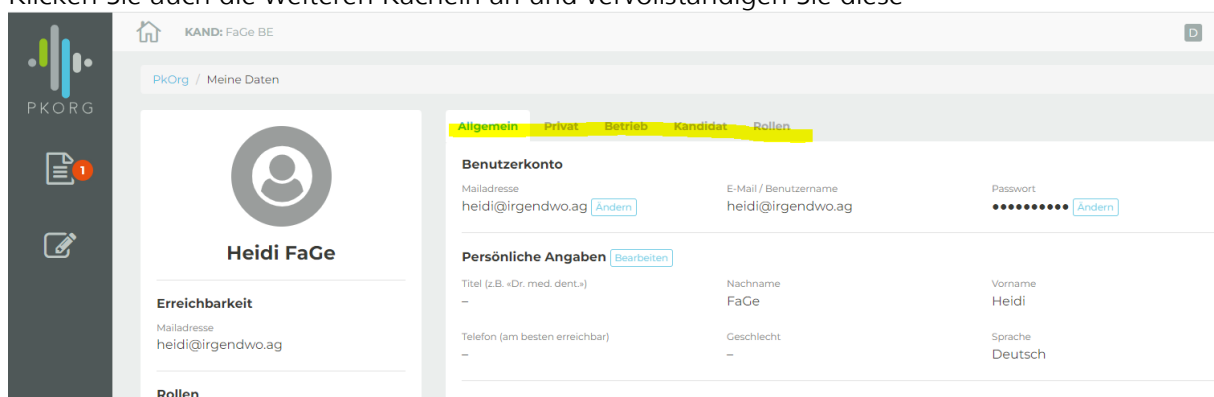 Klicken Sie auch die weiteren Kacheln an und vervollständigen Sie diese
KAND: FaGe BE
D
PkOrg / Meine Daten
PKORG
1
Allgemein Privat Betrieb Kandidat Rollen
Benutzerkonto
Mailadresse E-Mail / Benutzername Passwort
heidi@irgendwo.ag Ändern heidi@irgendwo.ag •••••••••• Ändern
Heidi FaGe
Persönliche Angaben Bearbeiten
Titel (z.B. «Dr. med. dent.») Nachname Vorname
– FaGe Heidi
Erreichbarkeit
Mailadresse
heidi@irgendwo.ag
Telefon (am besten erreichbar) Geschlecht Sprache
– – Deutsch
Rollen